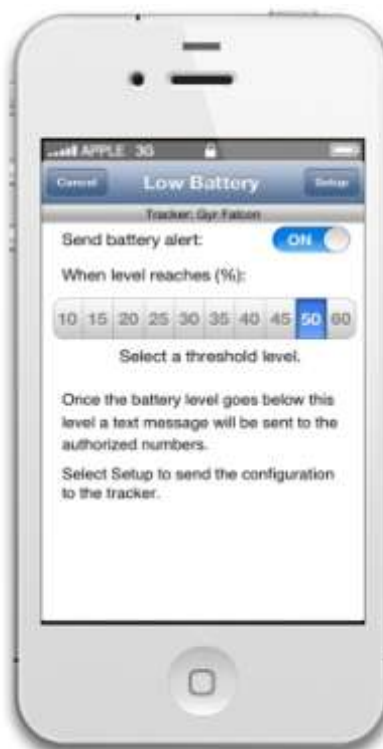 APPLE 3G
Cancel Low Battery Setup
Tracker: Gyr Falcon
Send battery alert: ON
When level reaches (%):
10 15 20 25 30 35 40 45 50 60
Select a threshold level.
Once the battery level goes below this
level a text message will be sent to the
authorized numbers.
Select Setup to send the configuration
to the tracker.